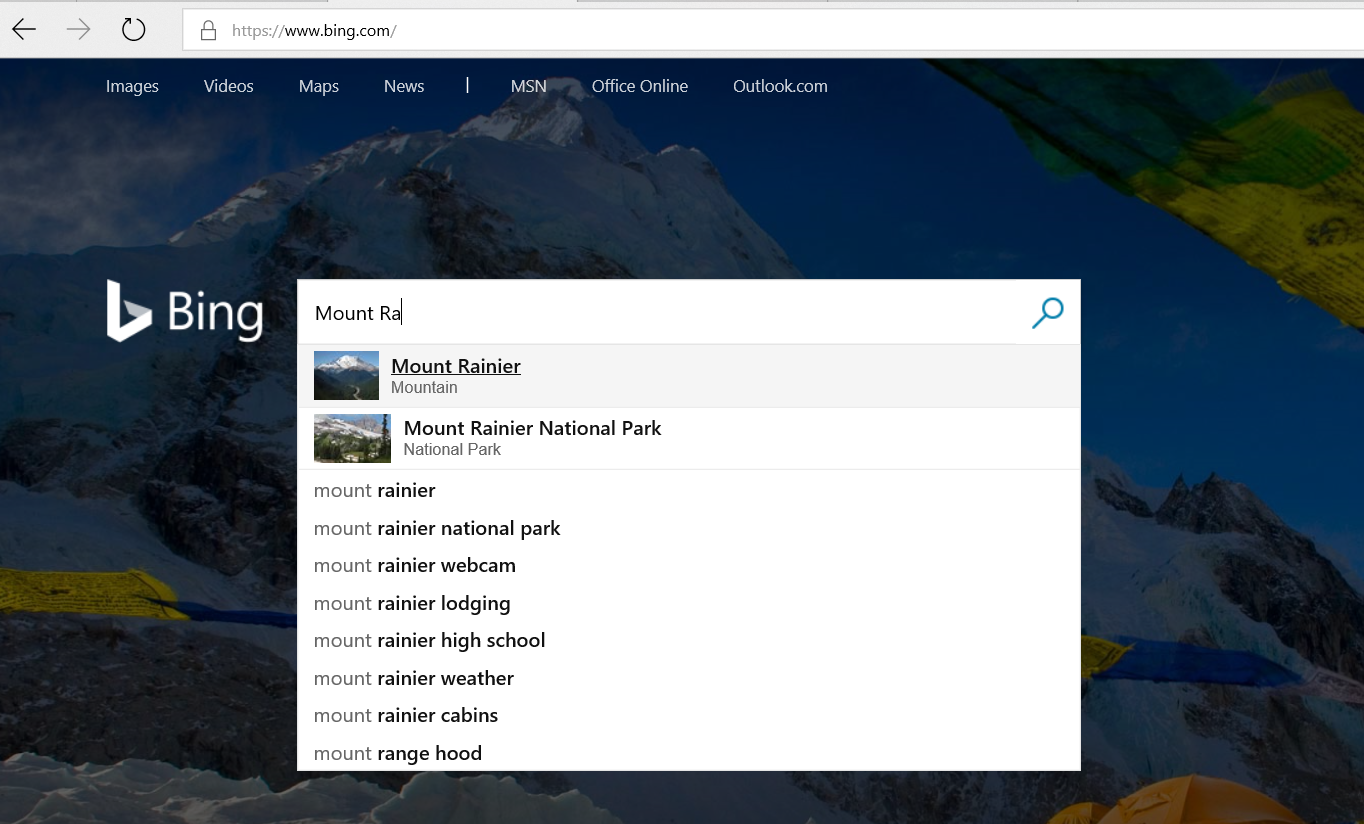 https://www.bing.com/
Images Videos Maps News | MSN Office Online Outlook.com
Bing
Mount Ra
Mount Rainier
Mountain
Mount Rainier National Park
National Park
mount rainier
mount rainier national park
mount rainier webcam
mount rainier lodging
mount rainier high school
mount rainier weather
mount rainier cabins
mount range hood